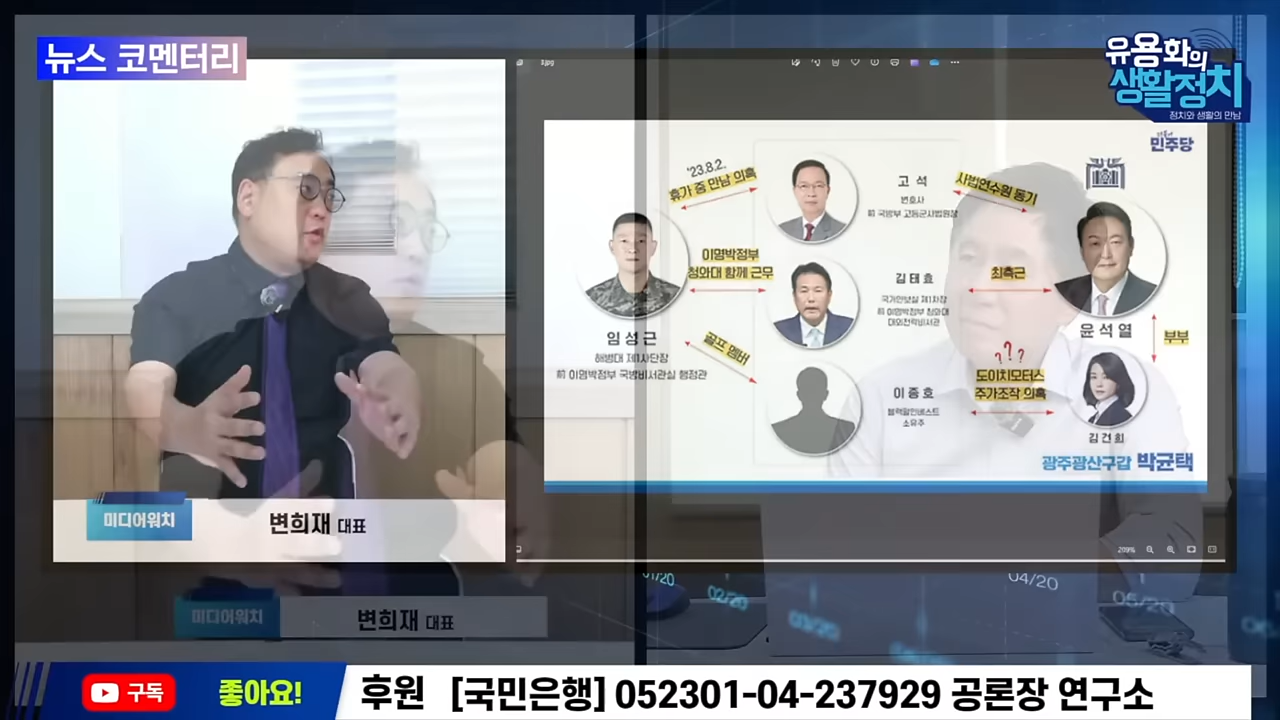 뉴스 코멘터리
유용화의
생활정치
정치와 생활의 만남
민주당
'23.8.2.
휴가 중 만남 의혹
고 석
변호사
前 국방부 고등군사법원장
사법연수원 동기
이명박정부
청와대 함께 근무
김 태 효
국가안보실 제1차장
前 이명박정부 청와대
대외전략비서관
최측근
임 성 근
해병대 제1사단장
前 이명박정부 국방비서관실 행정관
윤 석 열
부부
골프 멤버
이 종 호
블랙펄인베스트
소유주
???
도이치모터스
주가조작 의혹
김 건 희
광주광산구갑 박균택
미디어워치
변희재 대표
209%
미디어워치
변희재 대표
01/20
02/20
03/20
04/20
05/20
구독
좋아요!
후원 [국민은행] 052301-04-237929 공론장 연구소